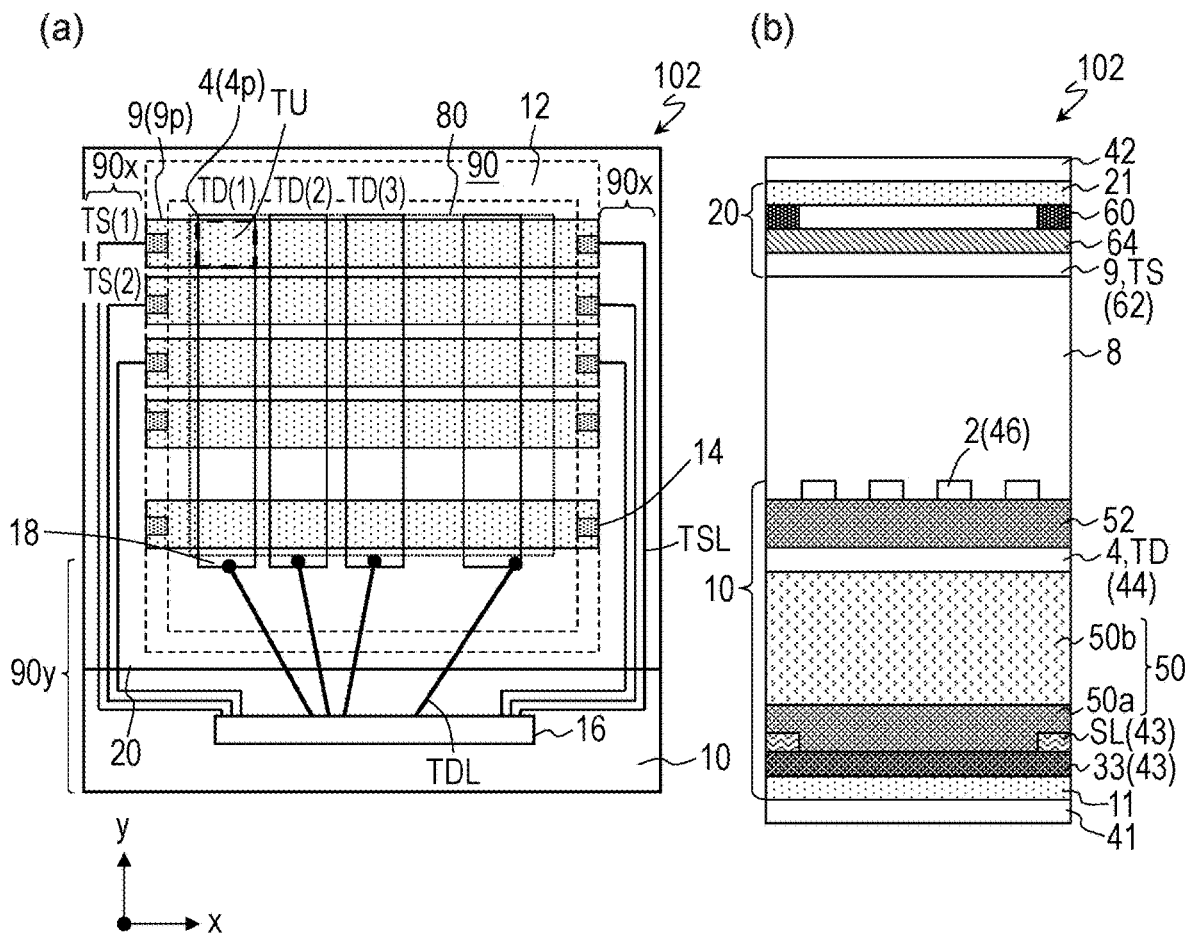 (a)
102
4(4p)
TU
9(9p)
80
12
90x
90
90x
TD(1) TD(2) TD(3)
TS(1)
TS(2)
14
18
TSL
90y
20
TDL
16
10
y
x
(b)
102
42
21
20
60
64
9,TS
(62)
8
2(46)
52
4,TD
(44)
10
50b
50
50a
SL(43)
33(43)
11
41